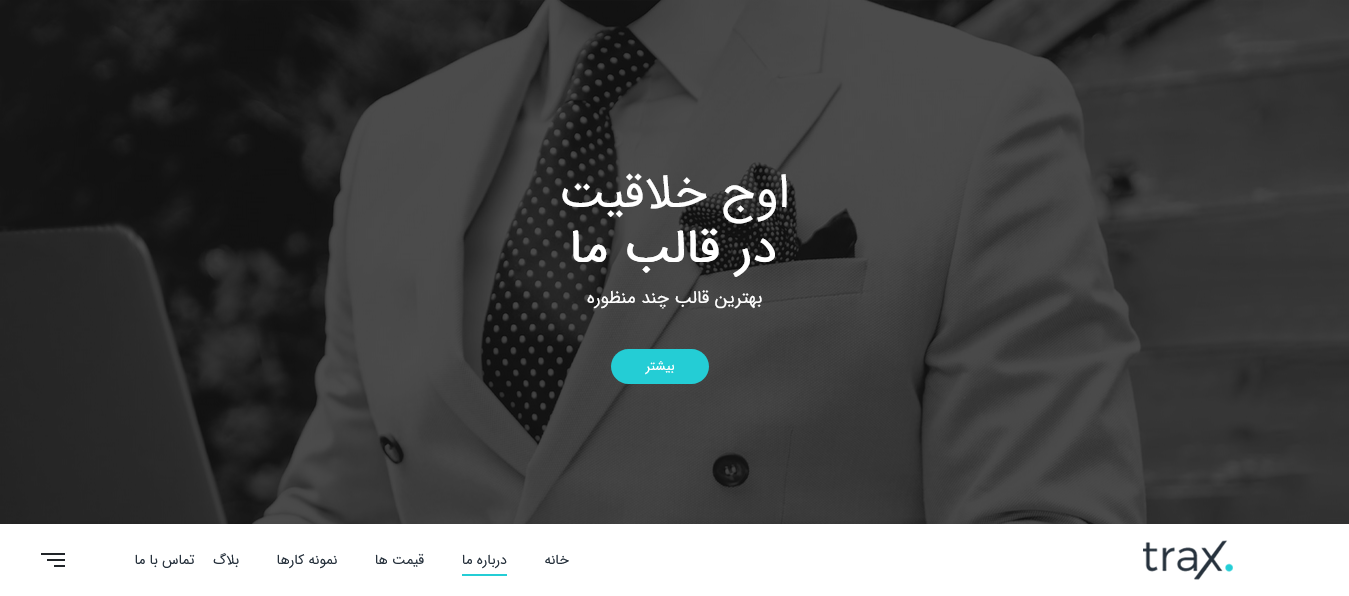 اوج خلاقیت
در قالب ما
بهترین قالب چند منظوره
بیشتر
trax.
خانه
درباره ما
قیمت ها
نمونه کارها
بلاگ
تماس با ما